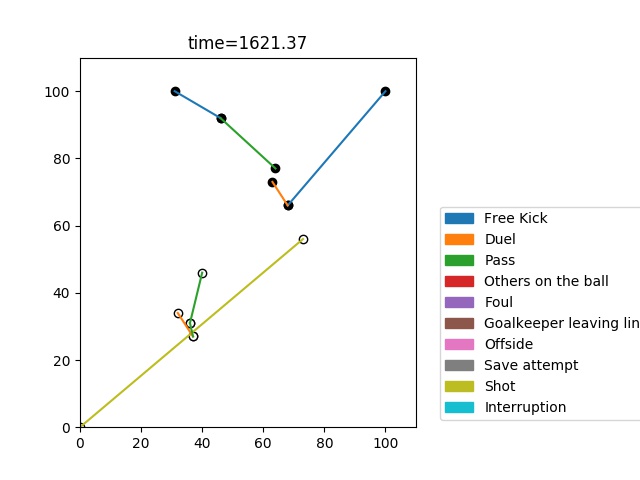 time=1621.37
100
80
60
40
20
0
0 20 40 60 80 100
Free Kick
Duel
Pass
Others on the ball
Foul
Goalkeeper leaving lin
Offside
Save attempt
Shot
Interruption